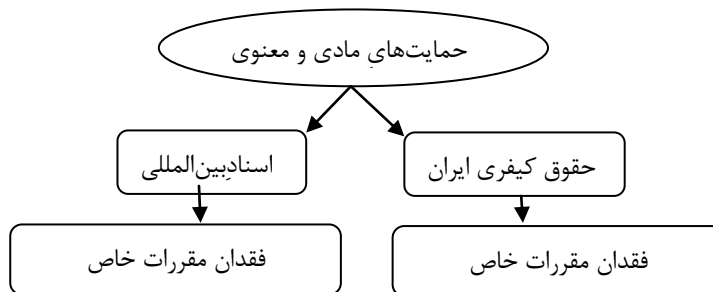 حمایت‌هایِ مادی و معنوی
حقوق کیفری ایران
اسنادِبین‌المللی
فقدان مقررات خاص
فقدان مقررات خاص